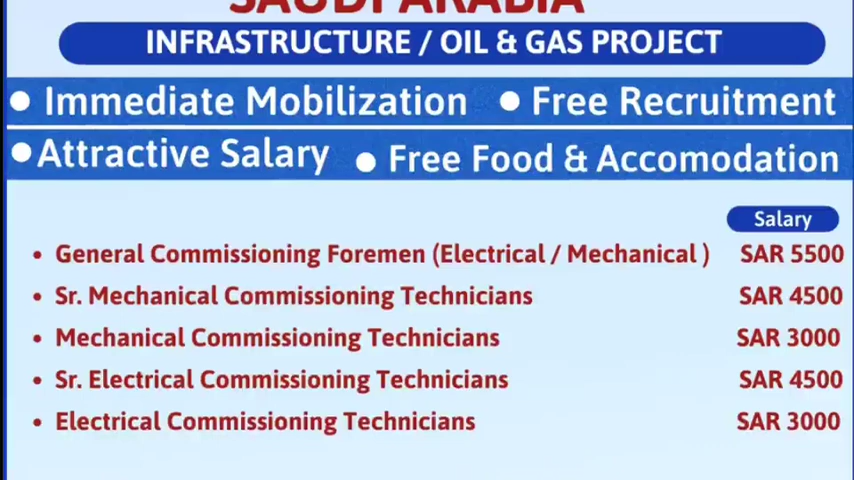 SAUDI ARABIA
INFRASTRUCTURE / OIL & GAS PROJECT
• Immediate Mobilization • Free Recruitment
• Attractive Salary • Free Food & Accomodation
Salary
• General Commissioning Foremen (Electrical / Mechanical ) SAR 5500
• Sr. Mechanical Commissioning Technicians SAR 4500
• Mechanical Commissioning Technicians SAR 3000
• Sr. Electrical Commissioning Technicians SAR 4500
• Electrical Commissioning Technicians SAR 3000